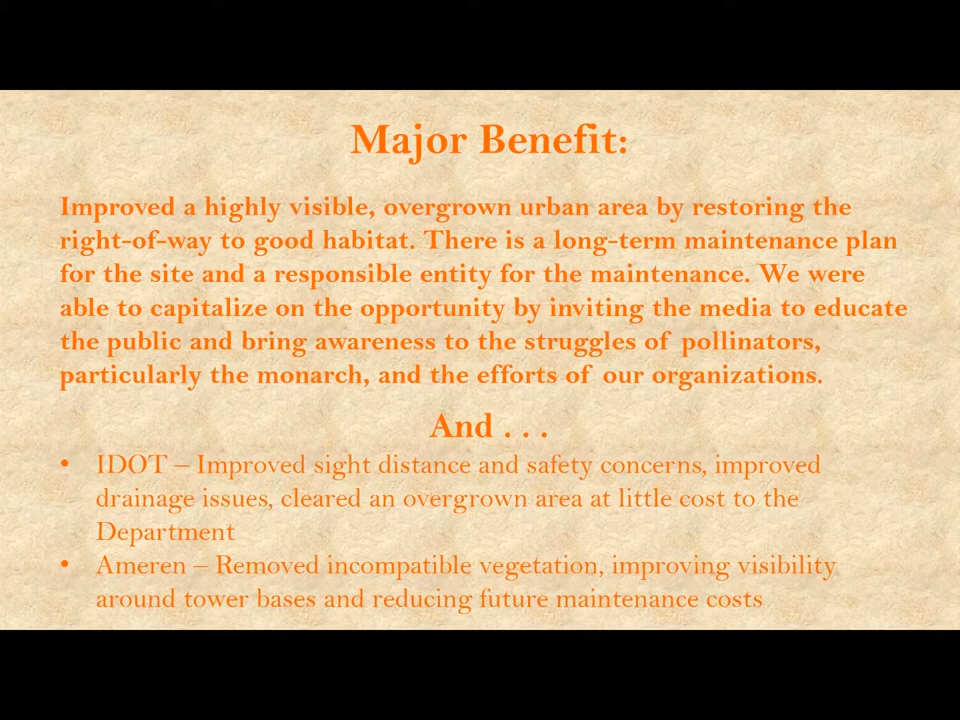 Major Benefit:
Improved a highly visible, overgrown urban area by restoring the
right-of-way to good habitat. There is a long-term maintenance plan
for the site and a responsible entity for the maintenance. We were
able to capitalize on the opportunity by inviting the media to educate
the public and bring awareness to the struggles of pollinators,
particularly the monarch, and the efforts of our organizations.
And . . .
• IDOT – Improved sight distance and safety concerns, improved
drainage issues, cleared an overgrown area at little cost to the
Department
• Ameren – Removed incompatible vegetation, improving visibility
around tower bases and reducing future maintenance costs